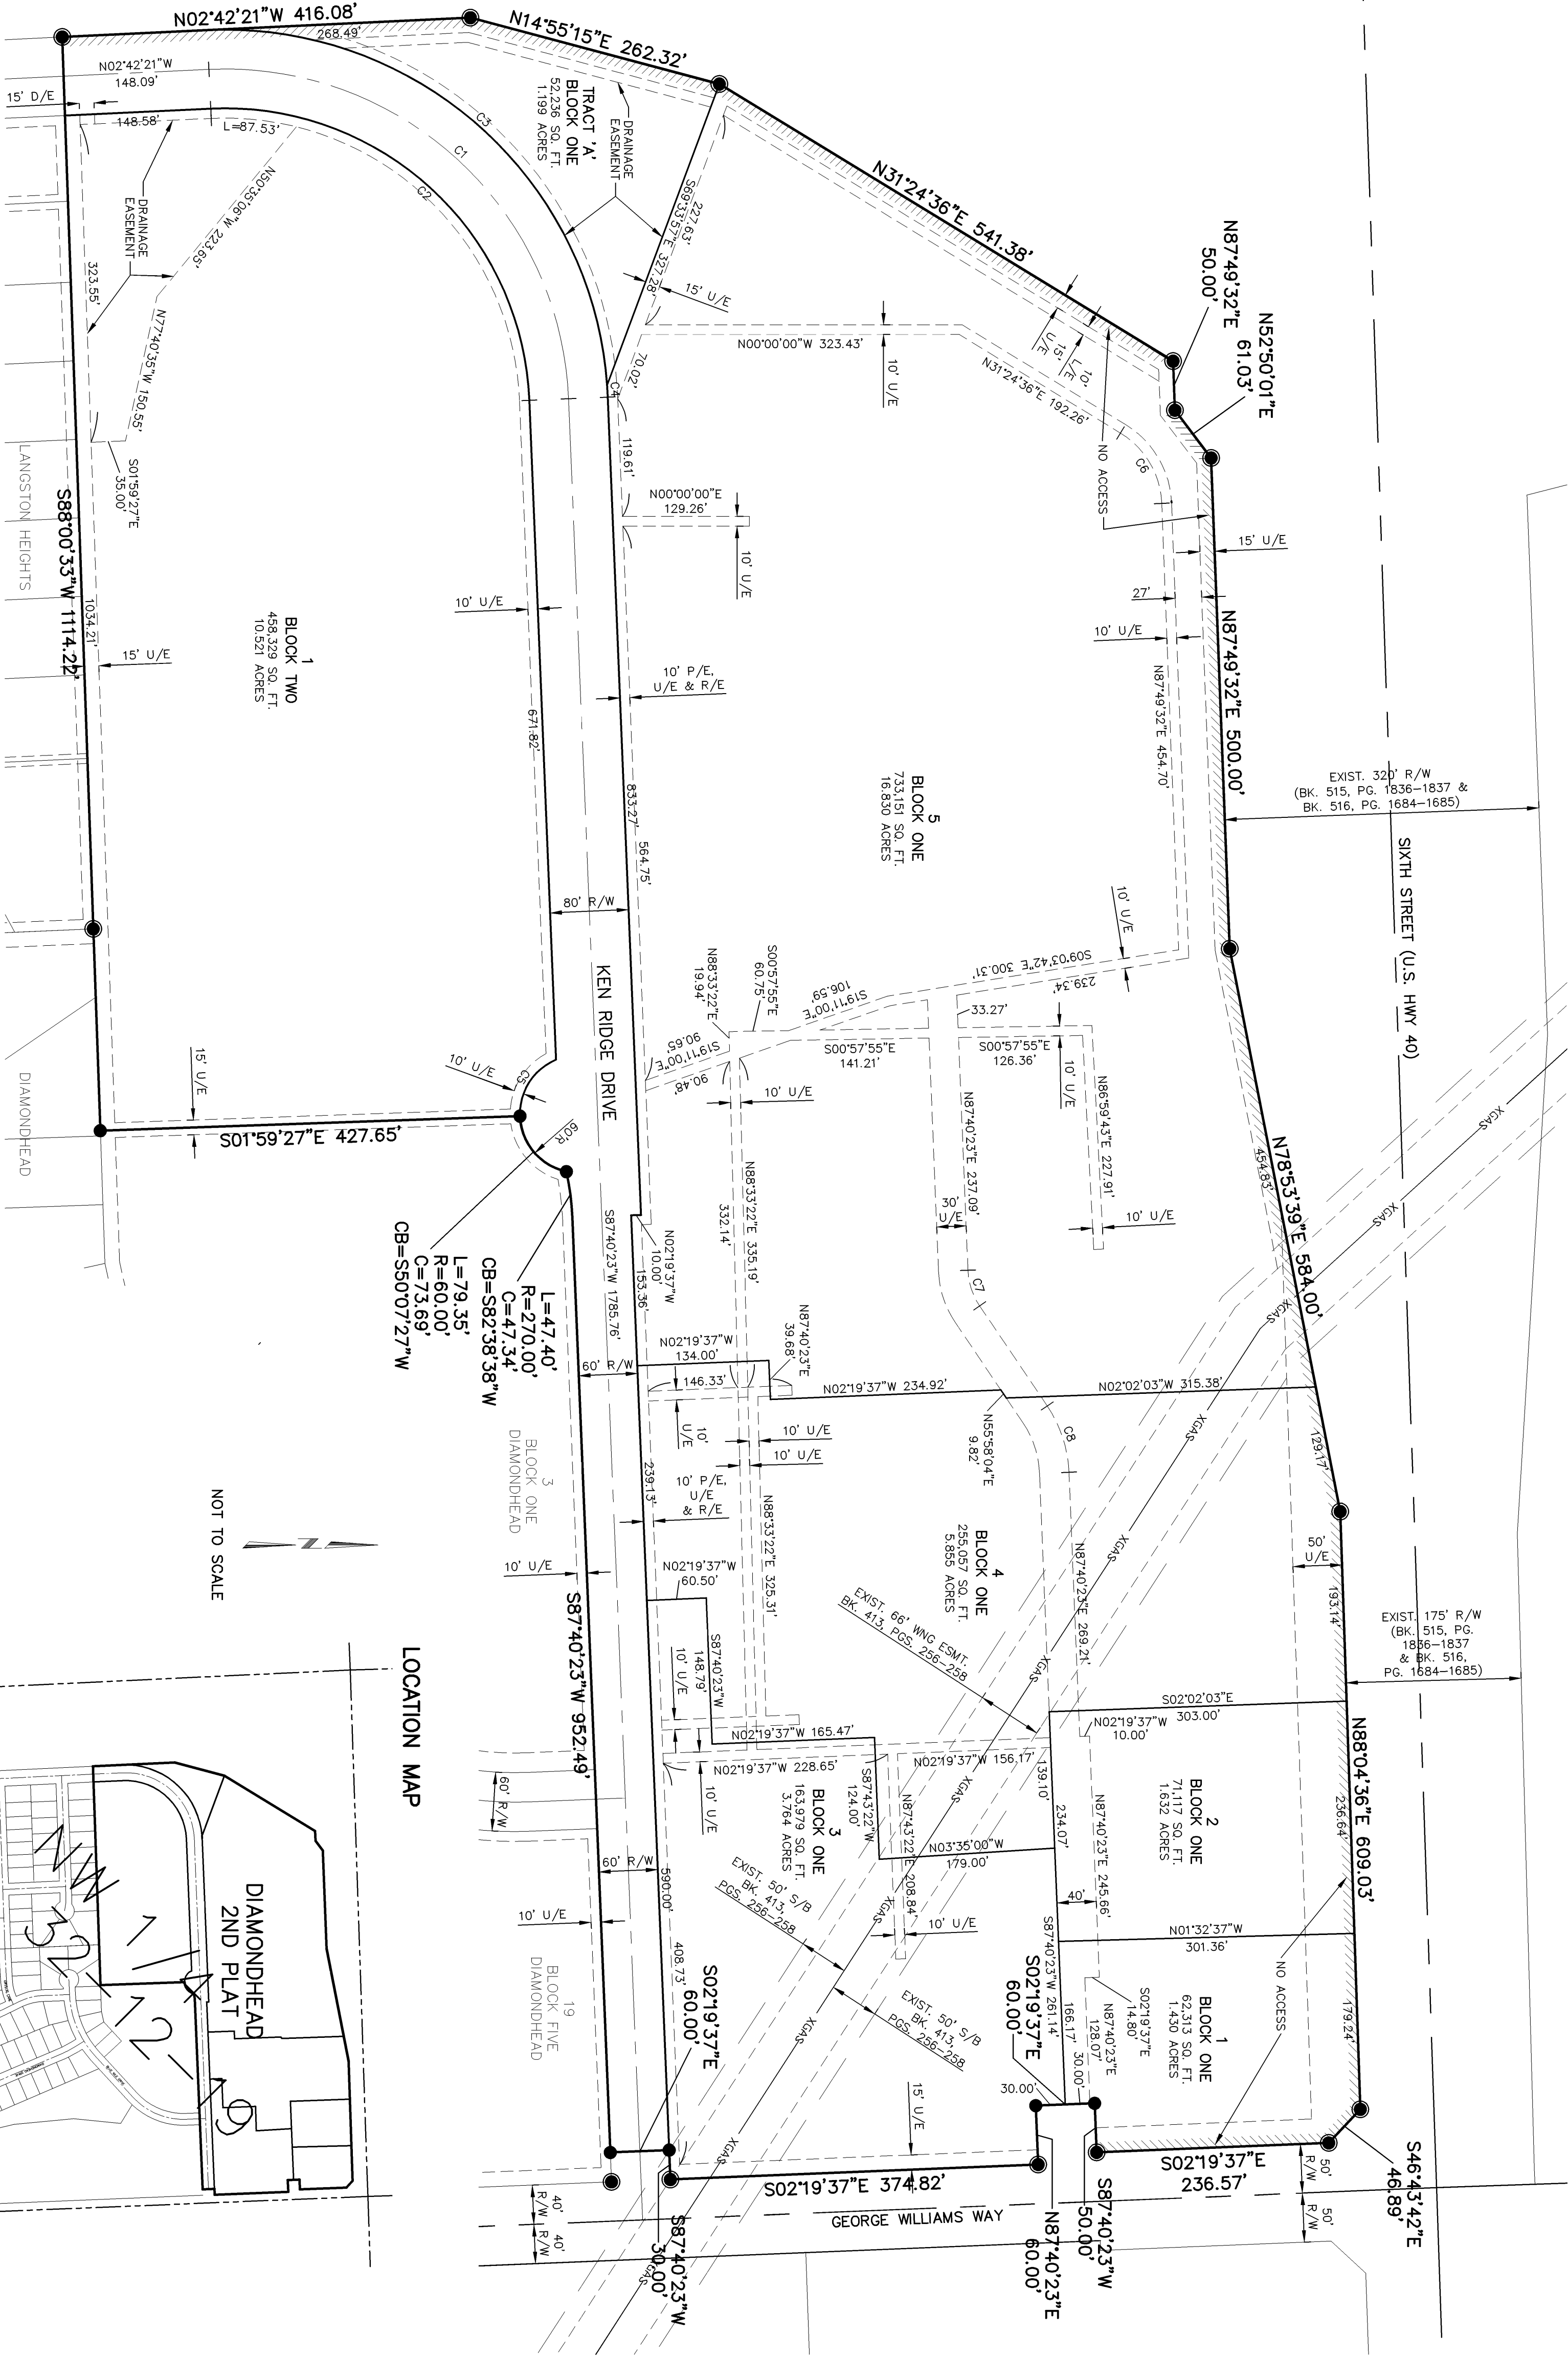 N02°42'21"W 416.08'
268.49'
N14°55'15"E 262.32'
N31°24'36"E 541.38'
N87°49'32"E
50.00'
N52°50'01"E
61.03'
N87°49'32"E 500.00'
N78°53'39"E 584.00'
454.83'
129.17'
N88°04'36"E 609.03'
193.14'
236.64'
179.24'
S46°43'42"E
46.89'
S02°19'37"E
236.57'
S87°40'23"W
50.00'
S02°19'37"E
60.00'
N87°40'23"E
60.00'
S02°19'37"E 374.82'
S87°40'23"W
30.00'
S02°19'37"E
60.00'
S87°40'23"W 952.49'
L=47.40'
R=270.00'
C=47.34'
CB=S82°38'38"W
L=79.35'
R=60.00'
C=73.69'
CB=S50°07'27"W
S01°59'27"E 427.65'
S88°00'33"W 1114.22'
SIXTH STREET (U.S. HWY 40)
EXIST. 320' R/W
(BK. 515, PG. 1836-1837 &
BK. 516, PG. 1684-1685)
EXIST. 175' R/W
(BK. 515, PG.
1836-1837
& BK. 516,
PG. 1684-1685)
GEORGE WILLIAMS WAY
50'
R/W
50'
R/W
40'
R/W
40'
R/W
KEN RIDGE DRIVE
80' R/W
60' R/W
60' R/W
60' R/W
60'R
S87°40'23"W 1785.76'
N02°42'21"W
148.09'
15' D/E
148.58'
L=87.53'
C1
C2
C3
C4
C5
C6
C7
C8
TRACT 'A'
BLOCK ONE
52,236 SQ. FT.
1.199 ACRES
DRAINAGE
EASEMENT
227.63'
S69°33'57"E 327.28'
15' U/E
70.02'
N00°00'00"W 323.43'
10' U/E
15'
U/E
10'
L/E
N31°24'36"E 192.26'
NO ACCESS
119.61'
N00°00'00"E
129.26'
10' U/E
15' U/E
27'
10' U/E
N87°49'32"E 454.70'
5
BLOCK ONE
733,151 SQ. FT.
16.830 ACRES
10' P/E,
U/E & R/E
10' U/E
671.82'
833.27'
564.75'
10' U/E
S09°03'42"E 300.31'
239.34'
S19°11'00"E
106.59'
S00°57'55"E
60.75'
N88°33'22"E
19.94'
S19°11'00"E
90.65'
90.48'
33.27'
S00°57'55"E
141.21'
S00°57'55"E
126.36'
10' U/E
10' U/E
N86°59'43"E 227.91'
10' U/E
N87°40'23"E 237.09'
30'
U/E
N88°33'22"E 335.19'
332.14'
N02°19'37"W
10.00'
153.36'
N02°19'37"W
134.00'
N87°40'23"E
39.68'
146.33'
10'
U/E
N02°19'37"W 234.92'
N55°58'04"E
9.82'
N02°02'03"W 315.38'
10' U/E
10' U/E
10' P/E,
U/E
& R/E
239.13'
N88°33'22"E 325.31'
N02°19'37"W
60.50'
S87°40'23"W
148.79'
10' U/E
N02°19'37"W 165.47'
N02°19'37"W 228.65'
10' U/E
4
BLOCK ONE
255,057 SQ. FT.
5.855 ACRES
EXIST. 66' WNG ESMT.
BK. 413, PGS. 256-258
N87°40'23"E 269.21'
50'
U/E
S02°02'03"E
303.00'
N02°19'37"W
10.00'
N02°19'37"W 156.17'
S87°43'22"W
124.00'
N87°43'22"E 208.84'
N03°35'00"W
179.00'
139.10'
234.07'
2
BLOCK ONE
71,117 SQ. FT.
1.632 ACRES
N87°40'23"E 245.66'
40'
N01°32'37"W
301.36'
NO ACCESS
1
BLOCK ONE
62,313 SQ. FT.
1.430 ACRES
S02°19'37"E
14.80'
N87°40'23"E
128.07'
S87°40'23"W 261.14'
166.17'
30.00'
30.00'
3
BLOCK ONE
163,979 SQ. FT.
3.764 ACRES
EXIST. 50' S/B
BK. 413,
PGS. 256-258
EXIST. 50' S/B
BK. 413,
PGS. 256-258
10' U/E
15' U/E
590.00'
408.73'
XGAS
XGAS
XGAS
XGAS
XGAS
XGAS
XGAS
XGAS
XGAS
XGAS
XGAS
1
BLOCK TWO
458,329 SQ. FT.
10.521 ACRES
DRAINAGE
EASEMENT
N50°35'06"W 223.65'
323.55'
N77°40'35"W 150.55'
S01°59'27"E
35.00'
1034.21'
15' U/E
15' U/E
10' U/E
LANGSTON HEIGHTS
DIAMONDHEAD
3
BLOCK ONE
DIAMONDHEAD
10' U/E
10' U/E
19
BLOCK FIVE
DIAMONDHEAD
NOT TO SCALE
LOCATION MAP
DIAMONDHEAD
2ND PLAT
NW 1/4
32-12-19